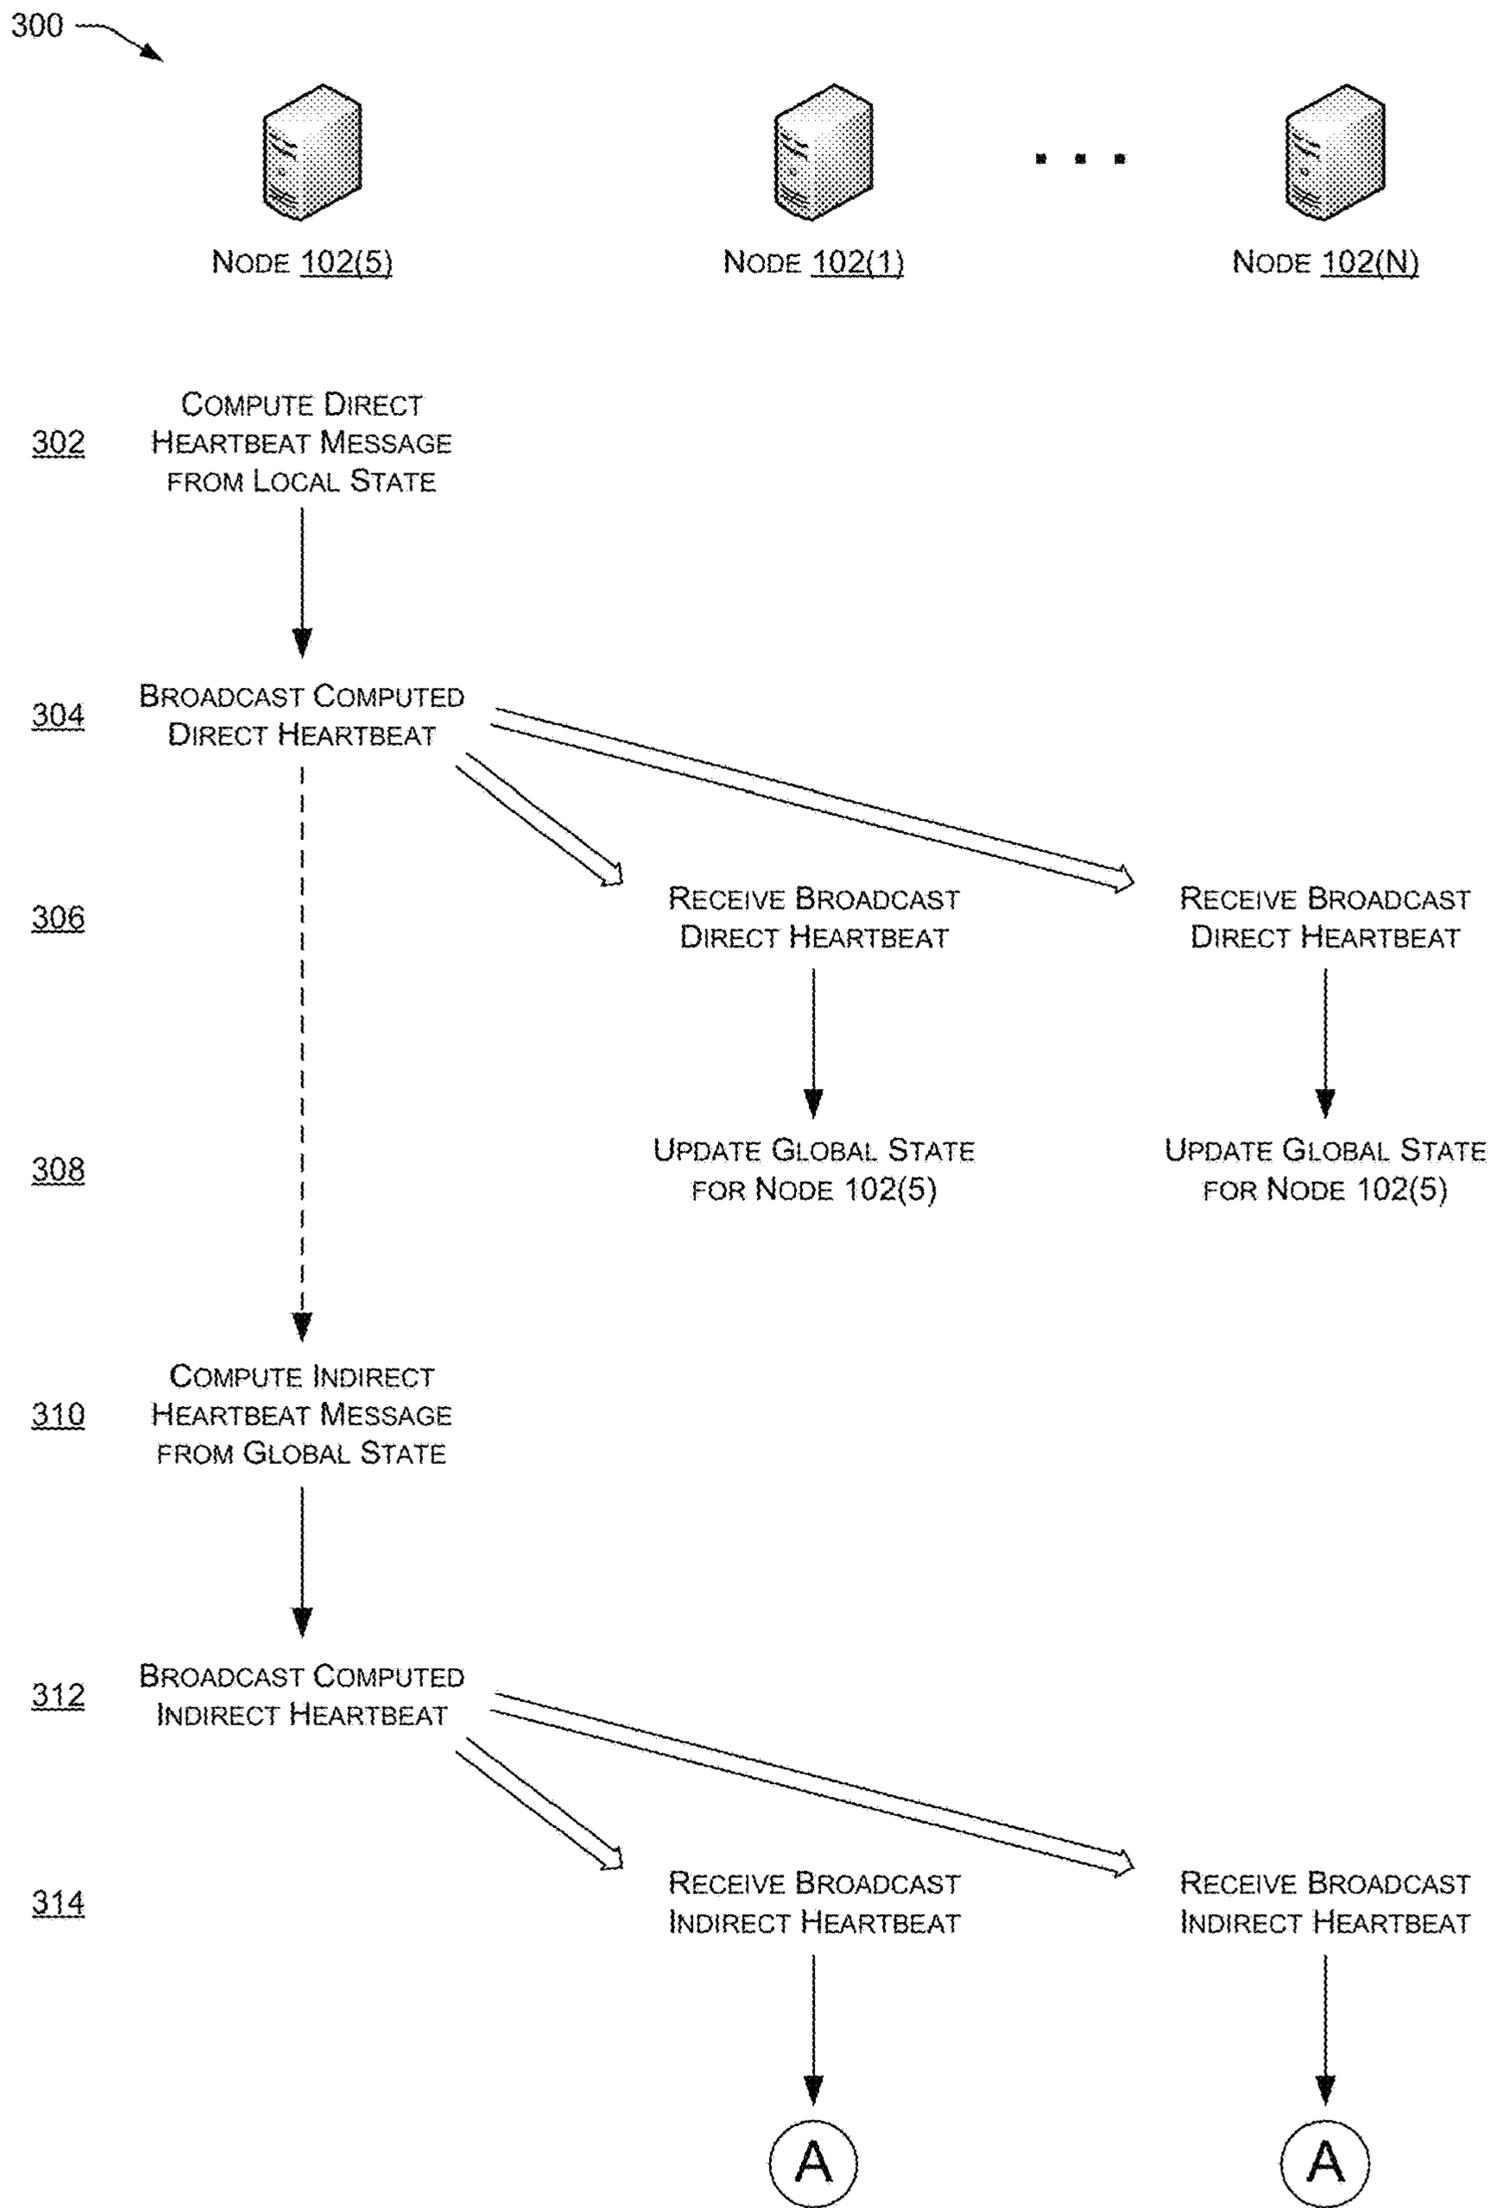 300
NODE 102(5)
NODE 102(1)
. . .
NODE 102(N)
302
COMPUTE DIRECT
HEARTBEAT MESSAGE
FROM LOCAL STATE
304
BROADCAST COMPUTED
DIRECT HEARTBEAT
306
RECEIVE BROADCAST
DIRECT HEARTBEAT
RECEIVE BROADCAST
DIRECT HEARTBEAT
308
UPDATE GLOBAL STATE
FOR NODE 102(5)
UPDATE GLOBAL STATE
FOR NODE 102(5)
310
COMPUTE INDIRECT
HEARTBEAT MESSAGE
FROM GLOBAL STATE
312
BROADCAST COMPUTED
INDIRECT HEARTBEAT
314
RECEIVE BROADCAST
INDIRECT HEARTBEAT
RECEIVE BROADCAST
INDIRECT HEARTBEAT
A
A